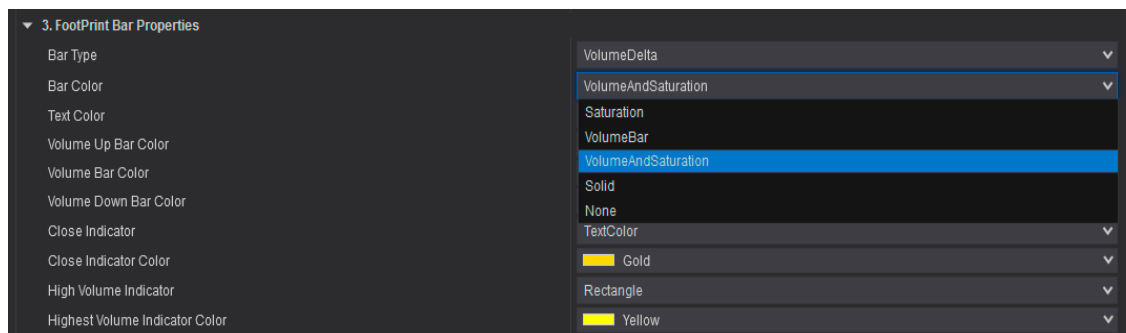 3. FootPrint Bar Properties
Bar Type VolumeDelta
Bar Color VolumeAndSaturation
Text Color Saturation
Volume Up Bar Color VolumeBar
Volume Bar Color VolumeAndSaturation
Volume Down Bar Color Solid
None
Close Indicator TextColor
Close Indicator Color Gold
High Volume Indicator Rectangle
Highest Volume Indicator Color Yellow